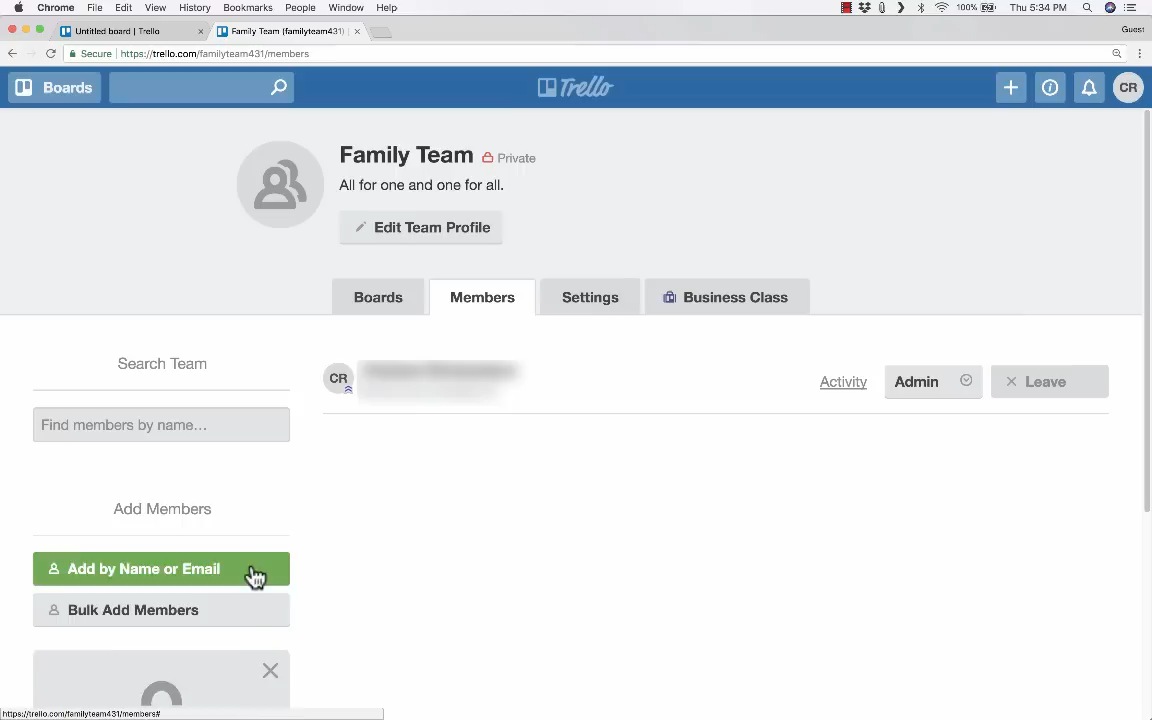 Chrome File Edit View History Bookmarks People Window Help 100% Thu 5:34 PM
Untitled board | Trello Family Team (familyteam431) Guest
Secure https://trello.com/familyteam431/members
Boards Trello CR
Family Team Private
All for one and one for all.
Edit Team Profile
Boards Members Settings Business Class
Search Team
Find members by name…
CR Activity Admin Leave
Add Members
Add by Name or Email
Bulk Add Members
https://trello.com/familyteam431/members#